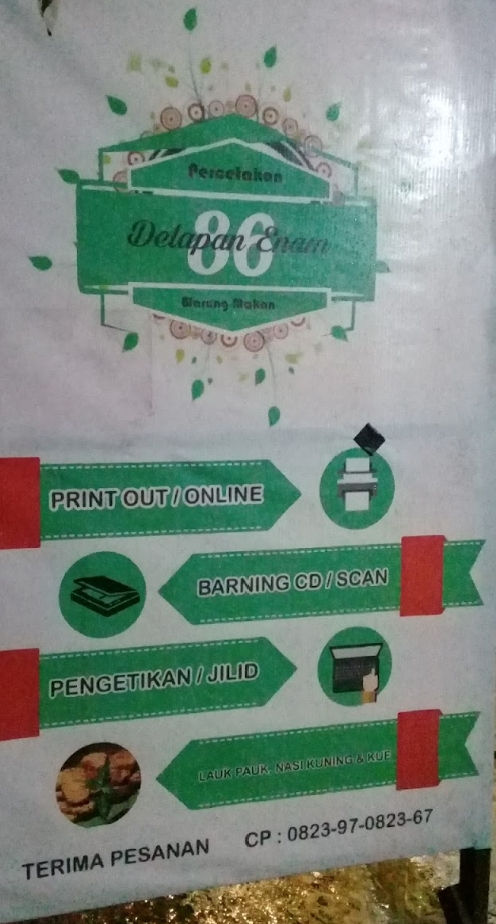 Percetakan
86
Delapan Enam
Warung Makan
PRINT OUT / ONLINE
BARNING CD / SCAN
PENGETIKAN / JILID
LAUK PAUK, NASI KUNING & KUE
TERIMA PESANAN
CP : 0823-97-0823-67